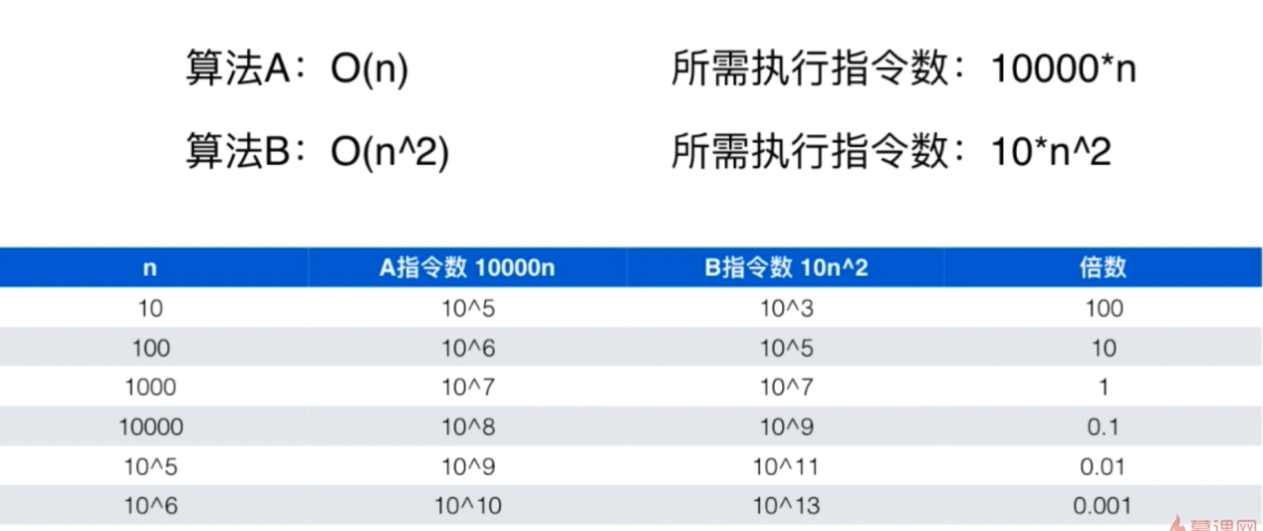 算法A：O(n) 所需执行指令数：10000*n
算法B：O(n^2) 所需执行指令数：10*n^2
n A指令数 10000n B指令数 10n^2 倍数
10 10^5 10^3 100
100 10^6 10^5 10
1000 10^7 10^7 1
10000 10^8 10^9 0.1
10^5 10^9 10^11 0.01
10^6 10^10 10^13 0.001
慕课网